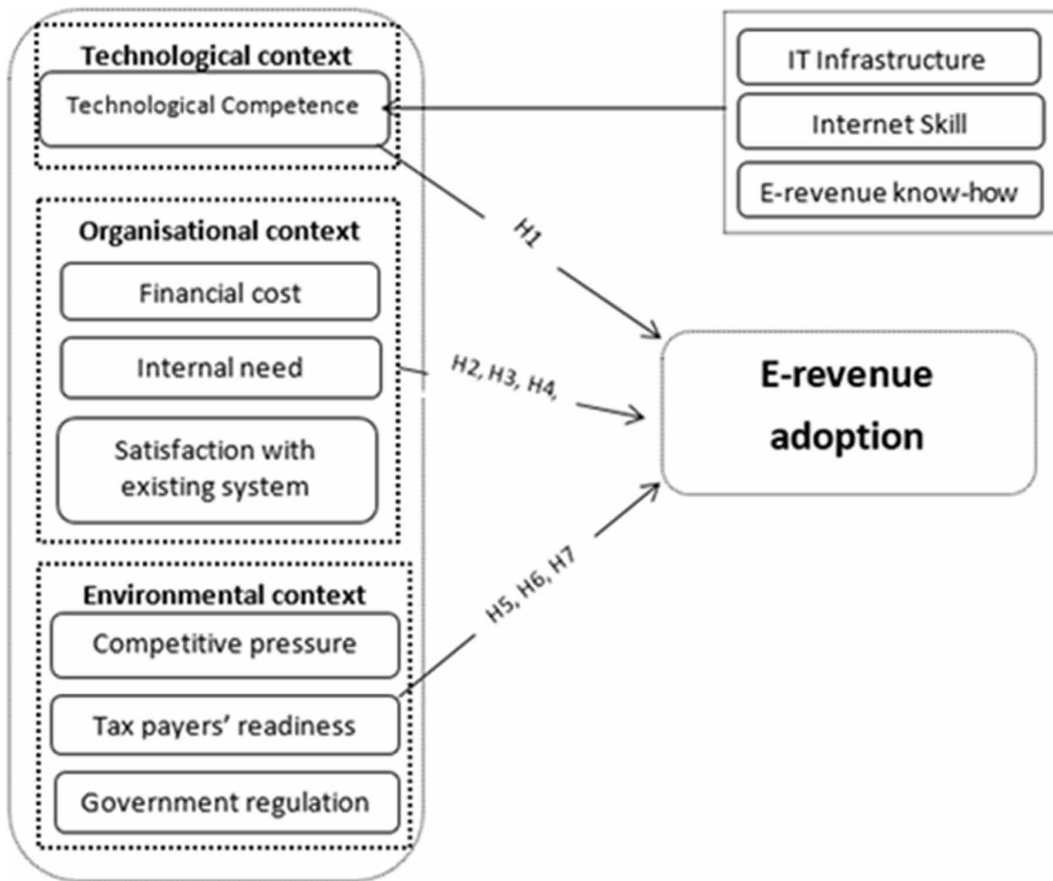 Technological context
Technological Competence
IT Infrastructure
Internet Skill
E-revenue know-how
H1
Organisational context
Financial cost
Internal need
Satisfaction with
existing system
H2, H3, H4,
E-revenue
adoption
Environmental context
Competitive pressure
Tax payers’ readiness
Government regulation
H5, H6, H7